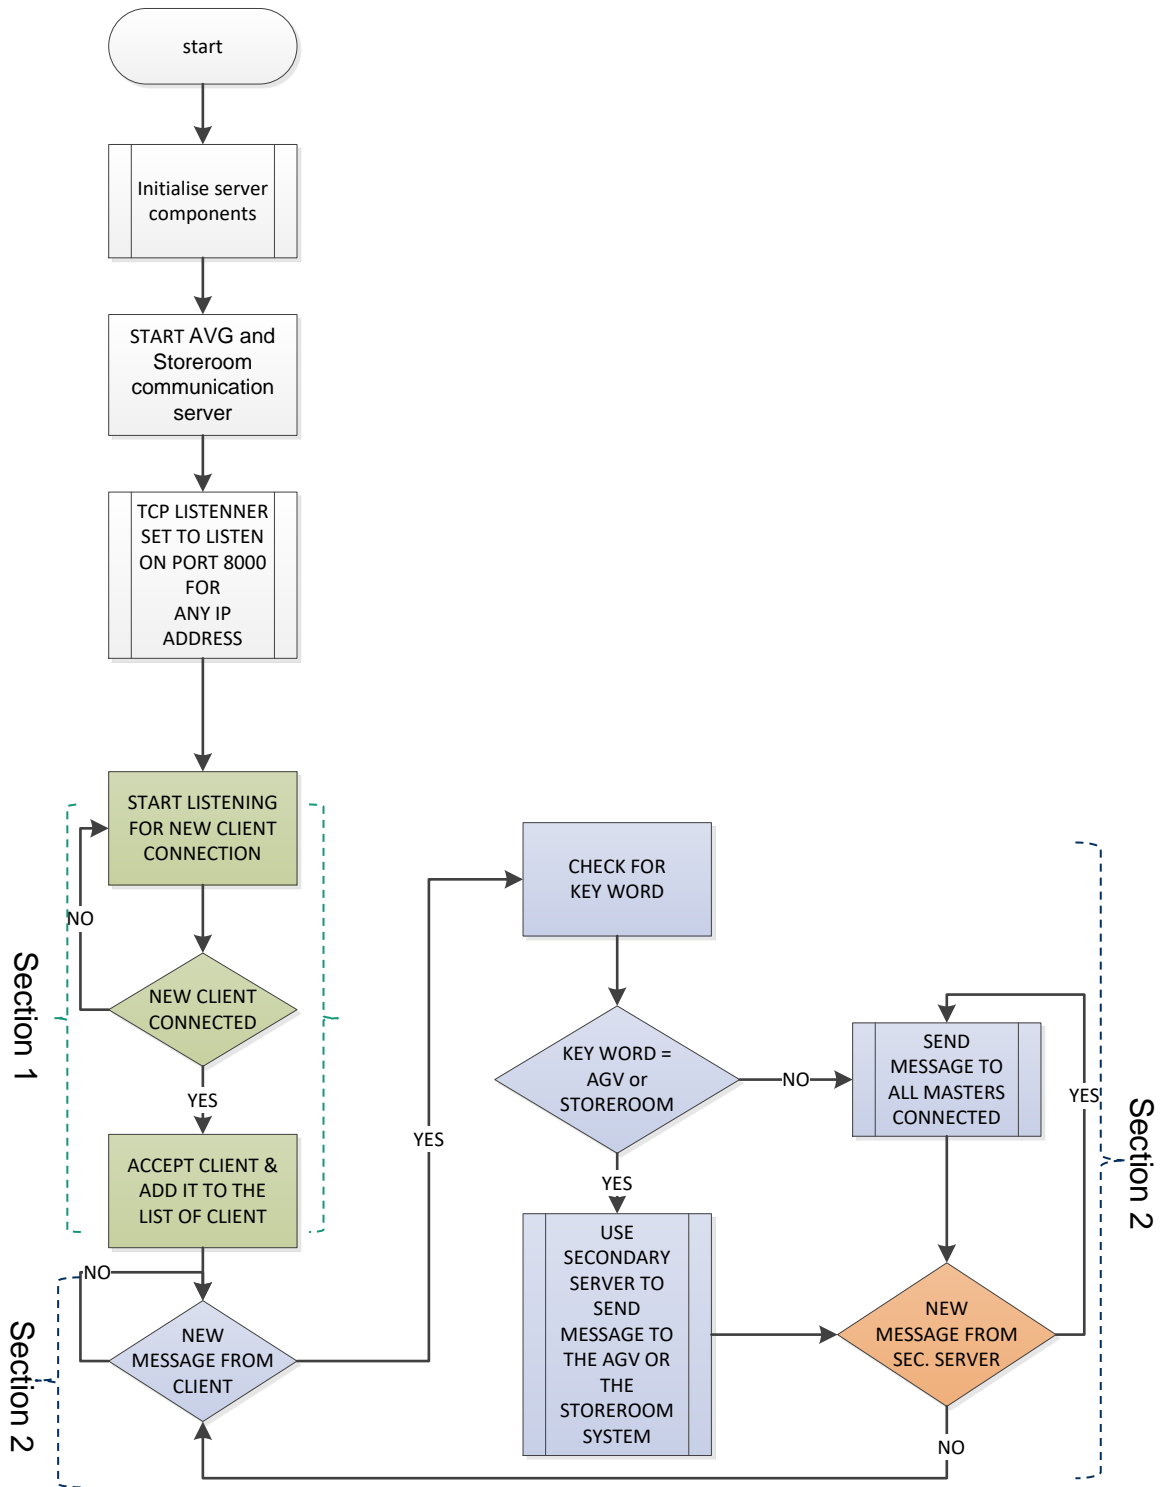 start
Initialise server
components
START AVG and
Storeroom
communication
server
TCP LISTENNER
SET TO LISTEN
ON PORT 8000
FOR
ANY IP
ADDRESS
START LISTENING
FOR NEW CLIENT
CONNECTION
NO
NEW CLIENT
CONNECTED
YES
ACCEPT CLIENT &
ADD IT TO THE
LIST OF CLIENT
Section 1
NO
NEW
MESSAGE FROM
CLIENT
Section 2
YES
CHECK FOR
KEY WORD
KEY WORD =
AGV or
STOREROOM
NO
YES
USE
SECONDARY
SERVER TO
SEND
MESSAGE TO
THE AGV OR
THE
STOREROOM
SYSTEM
SEND
MESSAGE TO
ALL MASTERS
CONNECTED
YES
NEW
MESSAGE FROM
SEC. SERVER
NO
Section 2